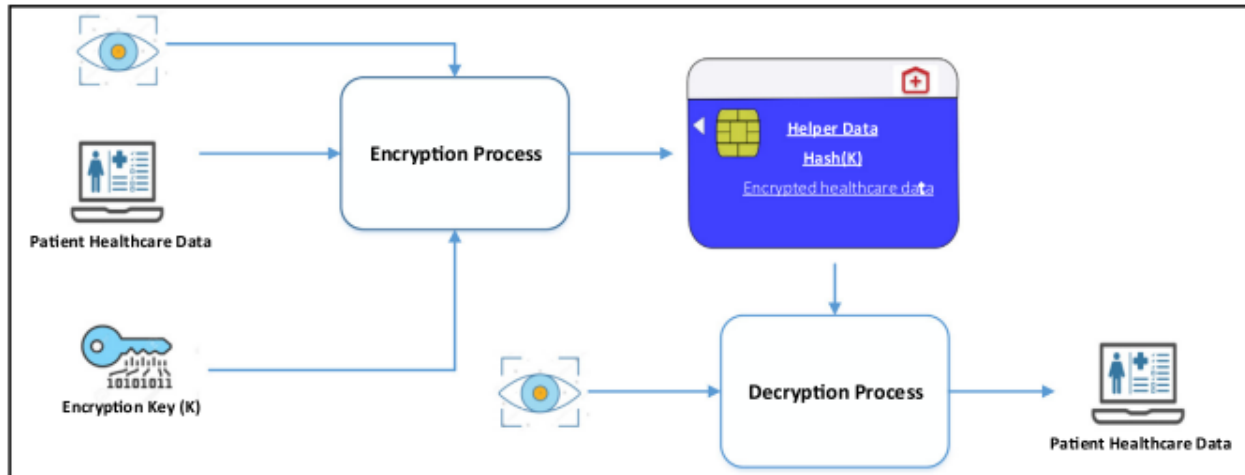 Encryption Process
Helper Data
Hash(K)
Encrypted healthcare data
Patient Healthcare Data
10101011
Encryption Key (K)
Decryption Process
Patient Healthcare Data